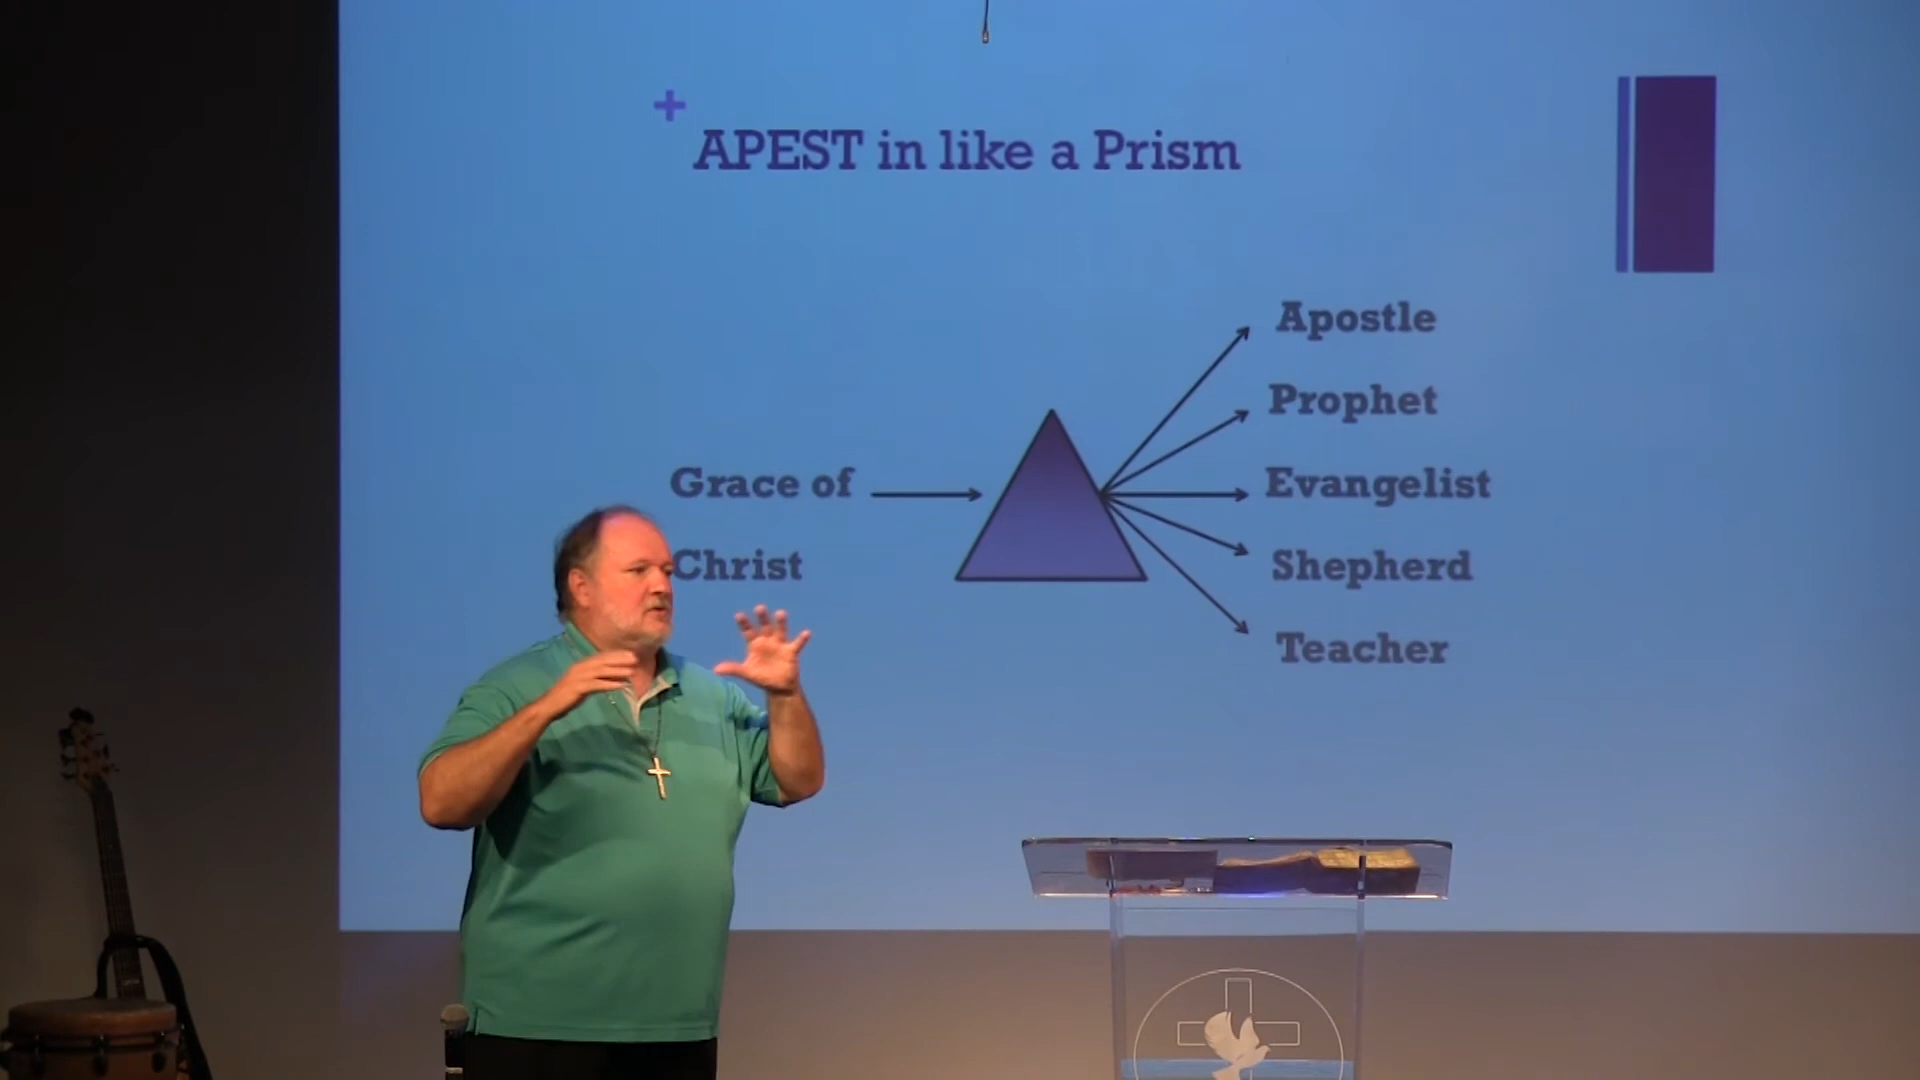 +
APEST in like a Prism
Grace of
Christ
Apostle
Prophet
Evangelist
Shepherd
Teacher